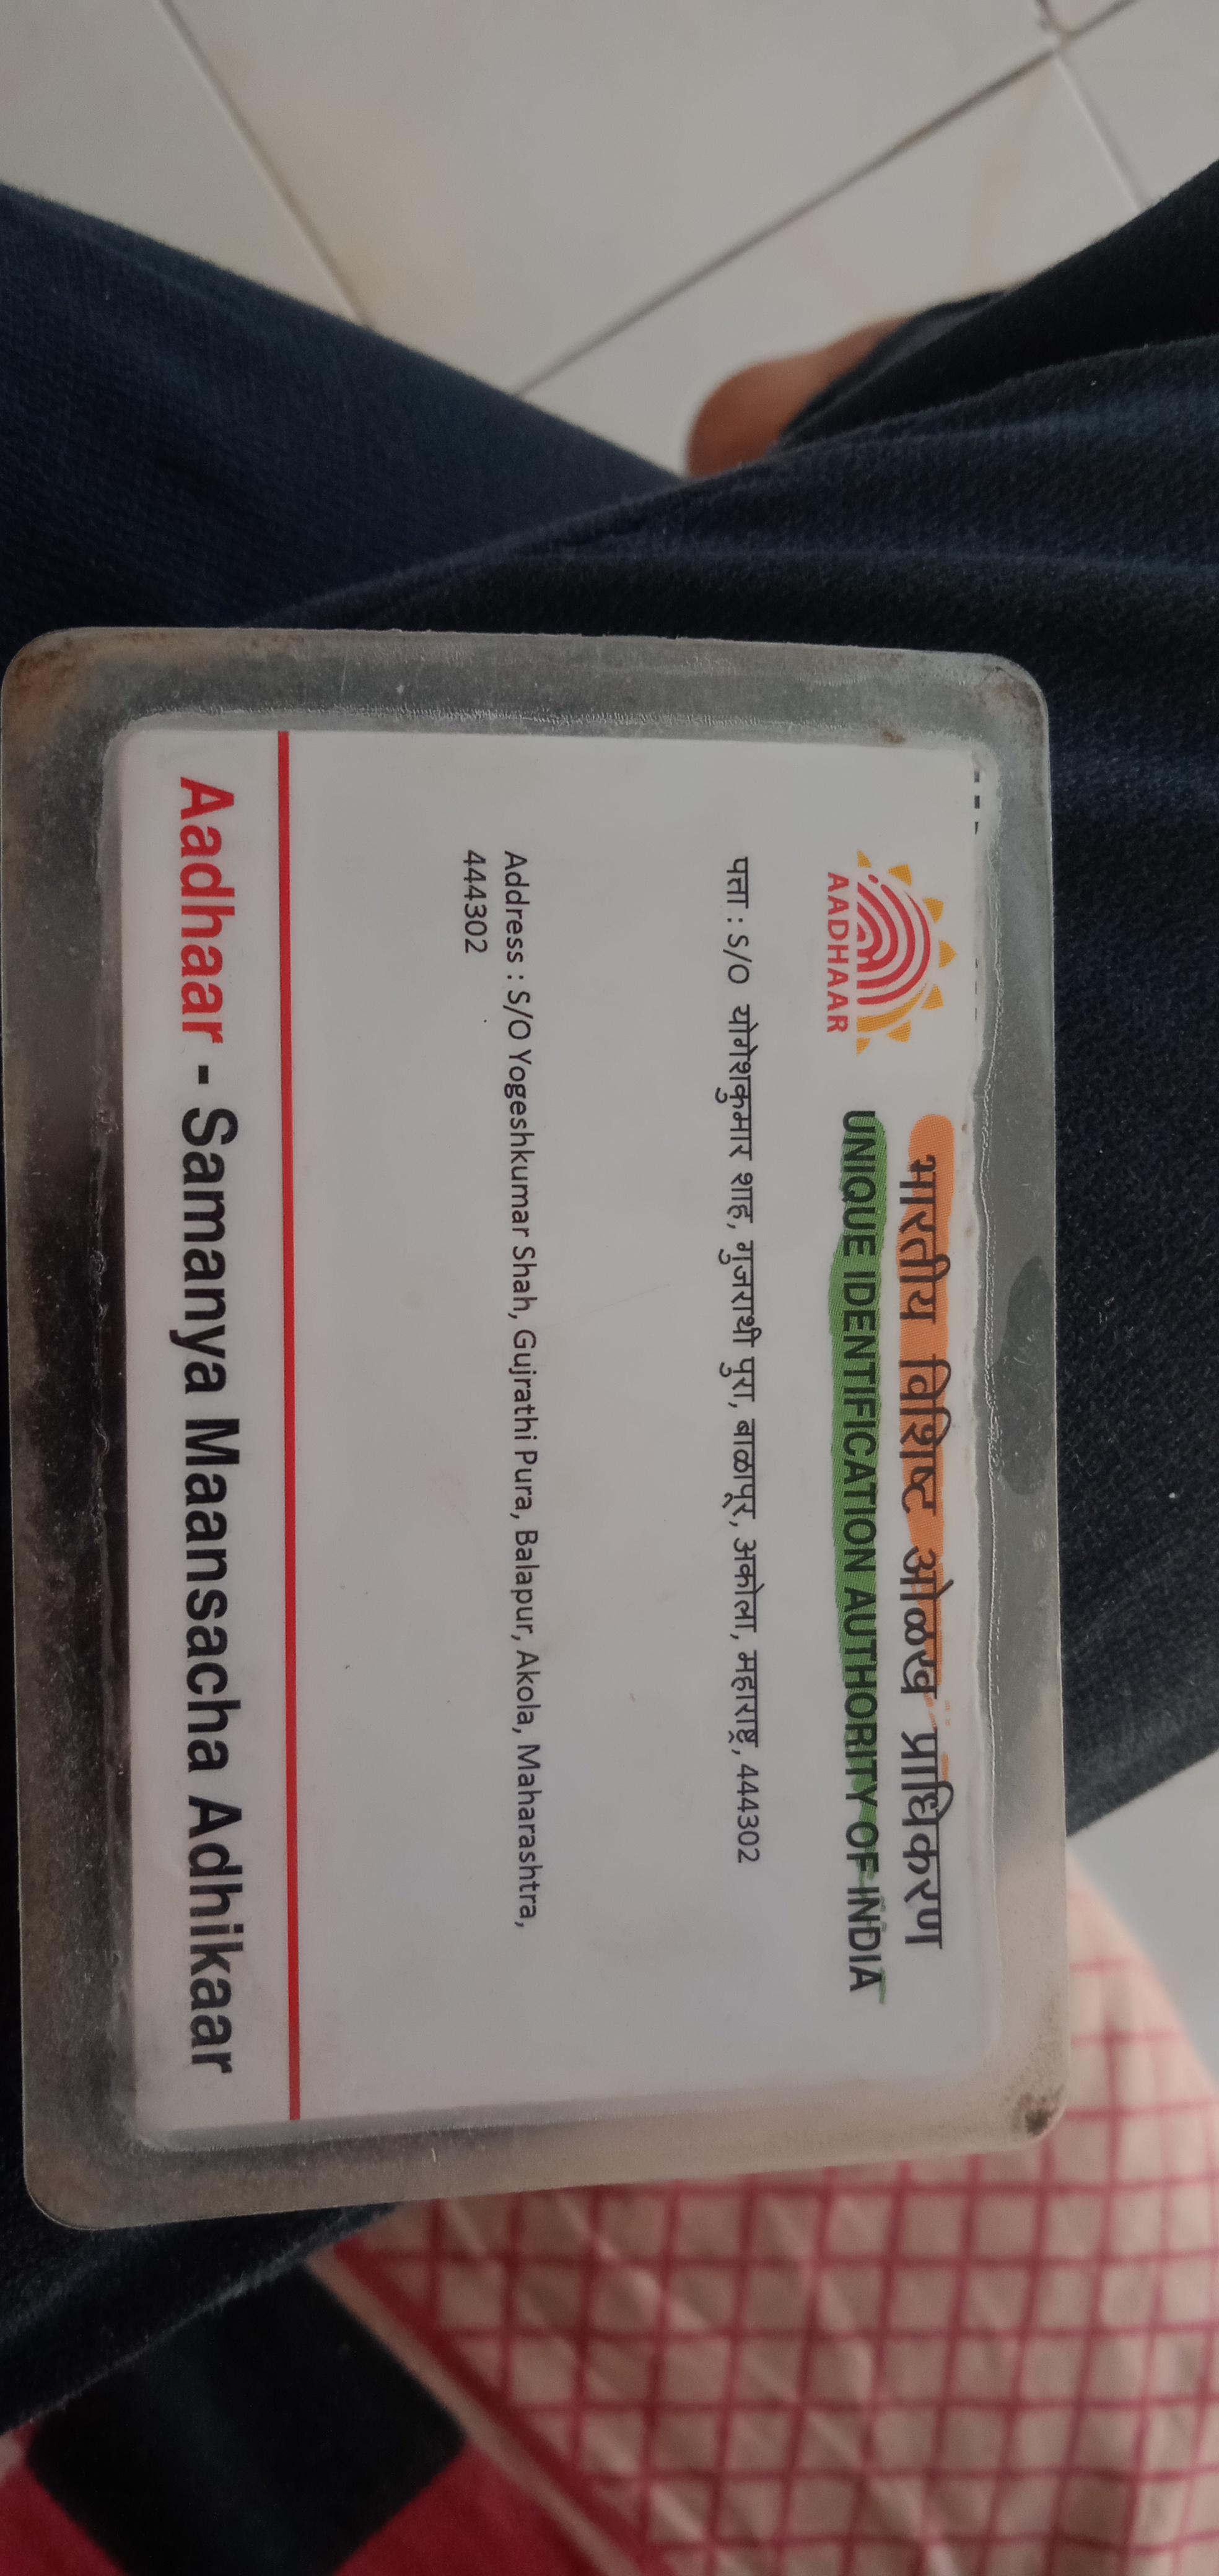 भारतीय विशिष्ट ओळख प्राधिकरण
UNIQUE IDENTIFICATION AUTHORITY OF INDIA
AADHAAR
पत्ता : S/O योगेशकुमार शाह, गुजराथी पुरा, बाळापूर, अकोला, महाराष्ट्र, 444302
Address : S/O Yogeshkumar Shah, Gujrathi Pura, Balapur, Akola, Maharashtra,
444302
Aadhaar - Samanya Maansacha Adhikaar